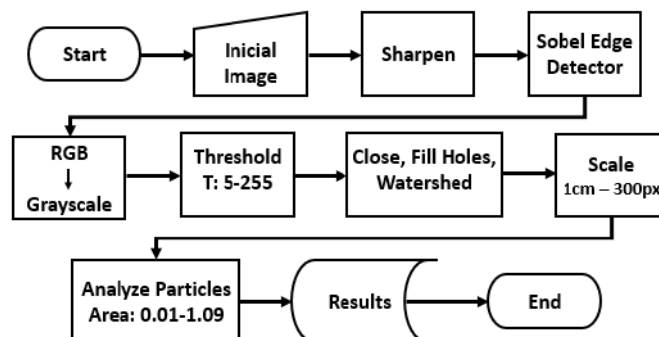 Start
Inicial
Image
Sharpen
Sobel Edge
Detector
RGB
Grayscale
Threshold
T: 5-255
Close, Fill Holes,
Watershed
Scale
1cm – 300px
Analyze Particles
Area: 0.01-1.09
Results
End